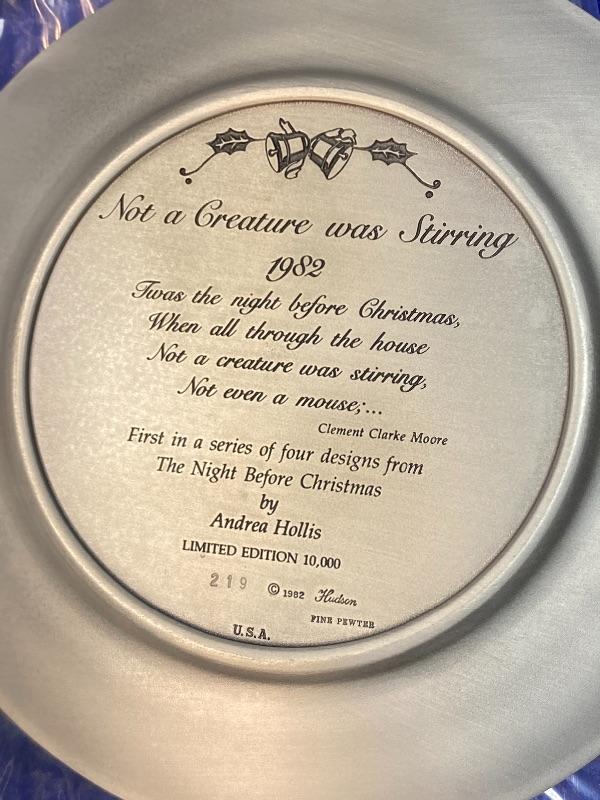 Not a Creature was Stirring
1982
Twas the night before Christmas,
When all through the house
Not a creature was stirring,
Not even a mouse;...
Clement Clarke Moore
First in a series of four designs from
The Night Before Christmas
by
Andrea Hollis
LIMITED EDITION 10,000
219 © 1982 Hudson
FINE PEWTER
U.S.A.